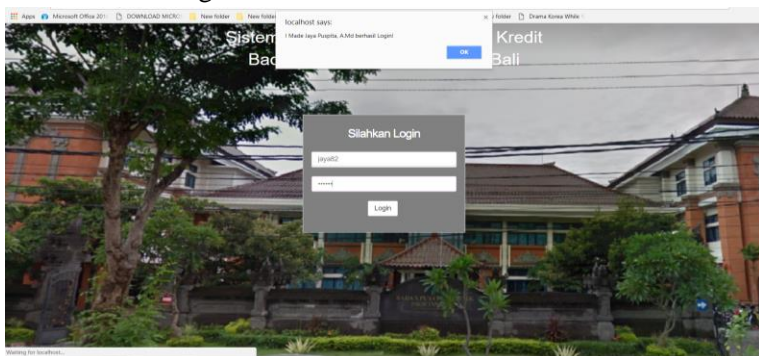 Apps Microsoft Office 201 DOWNLOAD MICRO New folder New folder folder Drama Korea While
localhost says:
I Made Jaya Puspita, A.Md berhasil Login!
OK
Sistem Kredit
Bali
Silahkan Login
jaya82
Login
Waiting for localhost...